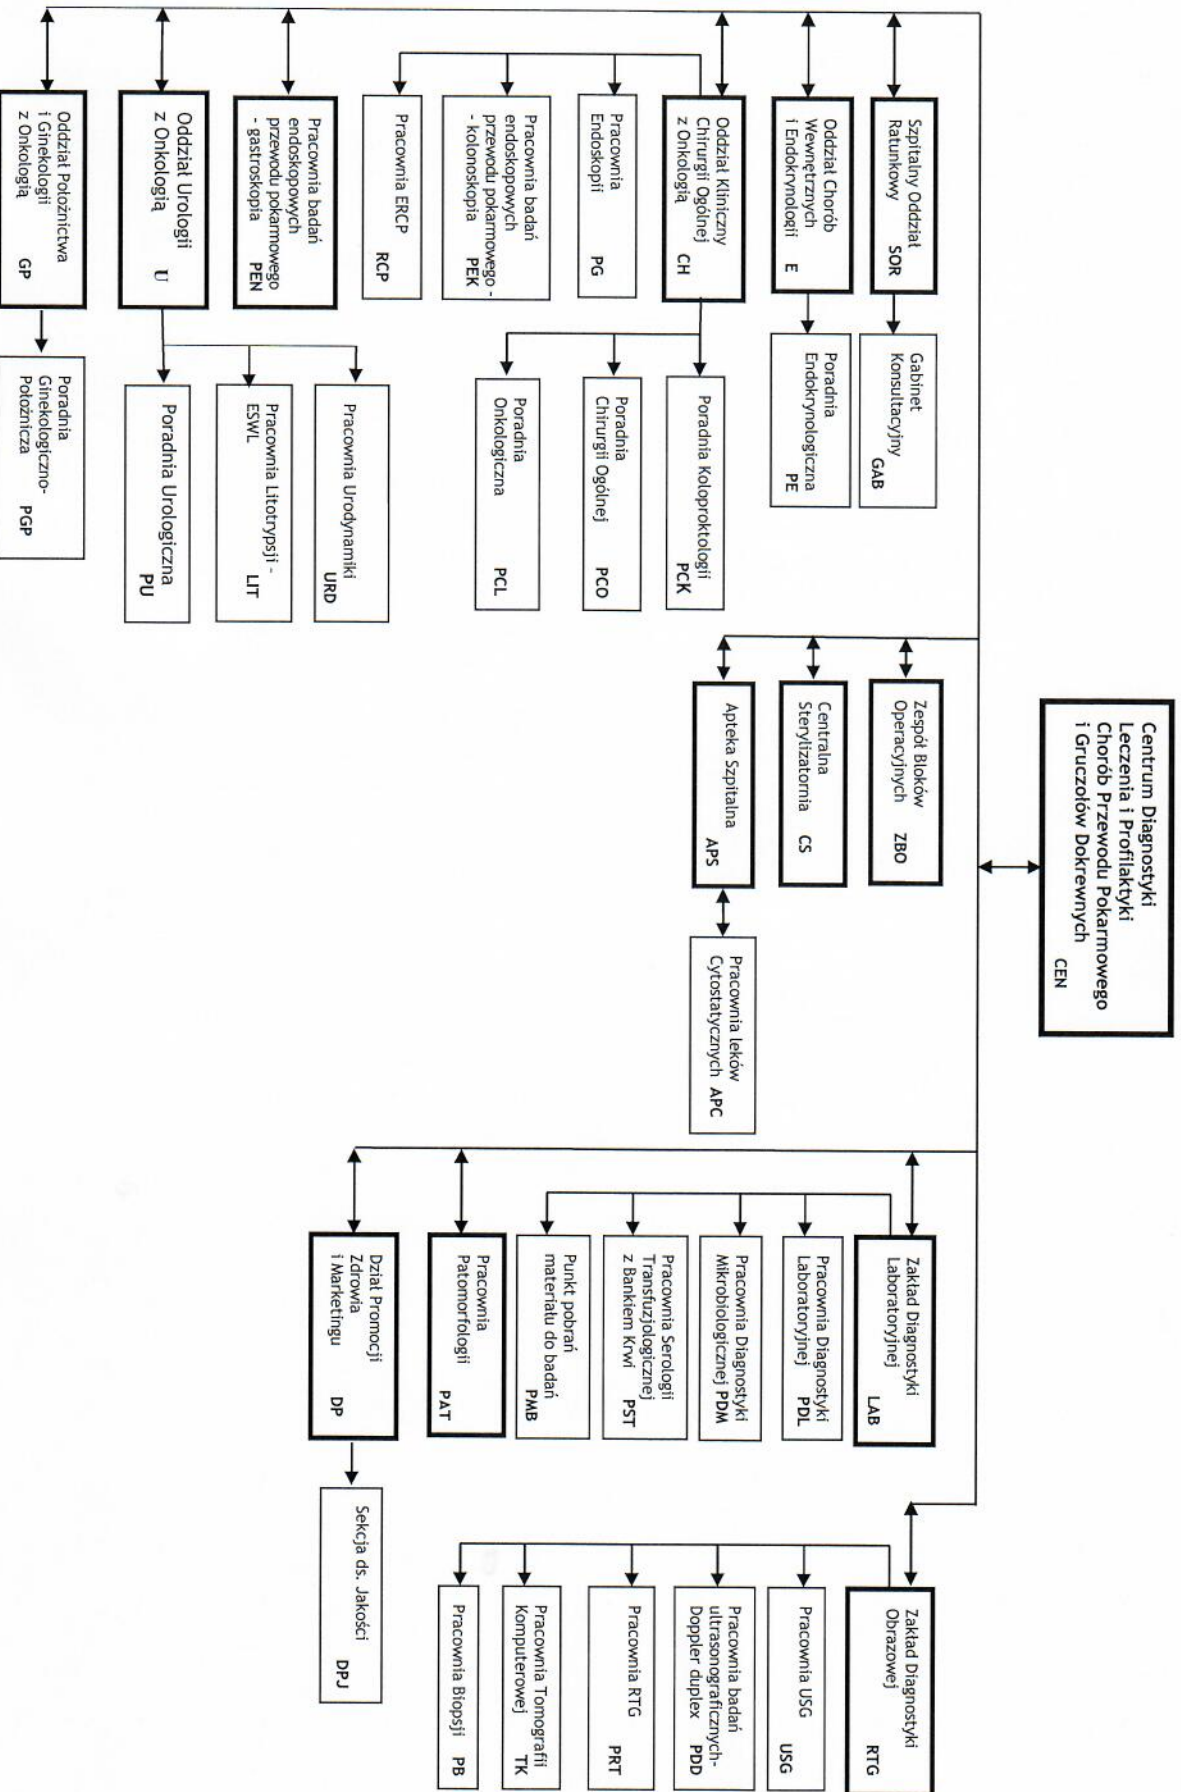 Centrum Diagnostyki
Leczenia i Profilaktyki
Chorób Przewodu Pokarmowego
i Gruczołów Dokrewnych
CEN
Szpitalny Oddział
Ratunkowy SOR
Gabinet
Konsultacyjny
GAB
Oddział Chorób
Wewnętrznych
i Endokrynologii E
Poradnia
Endokrynologiczna
PE
Oddział Kliniczny
Chirurgii Ogólnej
z Onkologią CH
Pracownia
Endoskopii PG
Pracownia badań
endoskopowych
przewodu pokarmowego -
- kolonoskopia PEK
Pracownia ERCP
RCP
Poradnia Koloproktologii
PCK
Poradnia
Chirurgii Ogólnej
PCO
Poradnia
Onkologiczna
PCL
Pracownia badań
endoskopowych
przewodu pokarmowego
- gastroskopia PEN
Oddział Urologii
z Onkologią U
Pracownia Urodynamiki
URD
Pracownia Litotrypsji -
ESWL LIT
Poradnia Urologiczna
PU
Oddział Położnictwa
i Ginekologii
z Onkologią GP
Poradnia
Ginekologiczno-
Położnicza PGP
Zespół Bloków
Operacyjnych ZBO
Centralna
Sterylizatornia CS
Apteka Szpitalna
APS
Pracownia leków
Cytostatycznych APC
Zakład Diagnostyki
Laboratoryjnej
LAB
Pracownia Diagnostyki
Laboratoryjnej PDL
Pracownia Diagnostyki
Mikrobiologicznej PDM
Pracownia Serologii
Transfuzjologicznej
z Bankiem Krwi PST
Punkt pobrań
materiału do badań
PMB
Pracownia
Patomorfologii
PAT
Dział Promocji
Zdrowia
i Marketingu DP
Sekcja ds. Jakości
DPJ
Zakład Diagnostyki
Obrazowej
RTG
Pracownia USG
USG
Pracownia badań
ultrasonograficznych-
Doppler duplex PDD
Pracownia RTG
PRT
Pracownia Tomografii
Komputerowej TK
Pracownia Biopsji PB